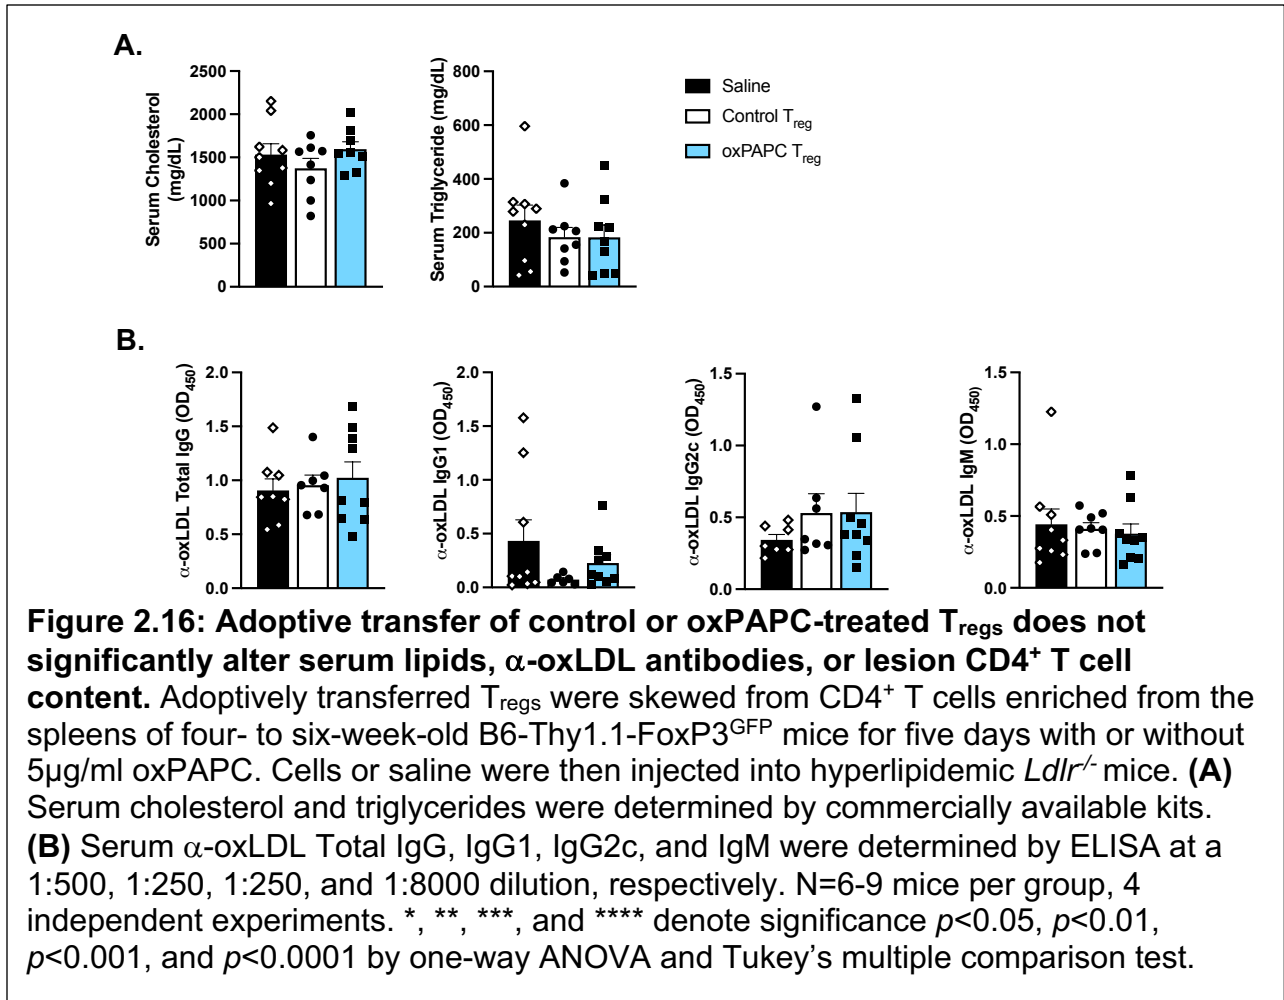 A.
2500
2000
1500
1000
500
0
Serum Cholesterol
(mg/dL)
800
600
400
200
0
Serum Triglyceride (mg/dL)
Saline
Control Treg
oxPAPC Treg
B.
2.0
1.5
1.0
0.5
0.0
α-oxLDL Total IgG (OD450)
2.0
1.5
1.0
0.5
0.0
α-oxLDL IgG1 (OD450)
1.5
1.0
0.5
0.0
α-oxLDL IgG2c (OD450)
1.5
1.0
0.5
0.0
α-oxLDL IgM (OD450)
Figure 2.16: Adoptive transfer of control or oxPAPC-treated Tregs does not
significantly alter serum lipids, α-oxLDL antibodies, or lesion CD4+ T cell
content. Adoptively transferred Tregs were skewed from CD4+ T cells enriched from the
spleens of four- to six-week-old B6-Thy1.1-FoxP3GFP mice for five days with or without
5µg/ml oxPAPC. Cells or saline were then injected into hyperlipidemic Ldlr-/- mice. (A)
Serum cholesterol and triglycerides were determined by commercially available kits.
(B) Serum α-oxLDL Total IgG, IgG1, IgG2c, and IgM were determined by ELISA at a
1:500, 1:250, 1:250, and 1:8000 dilution, respectively. N=6-9 mice per group, 4
independent experiments. *, **, ***, and **** denote significance p<0.05, p<0.01,
p<0.001, and p<0.0001 by one-way ANOVA and Tukey’s multiple comparison test.